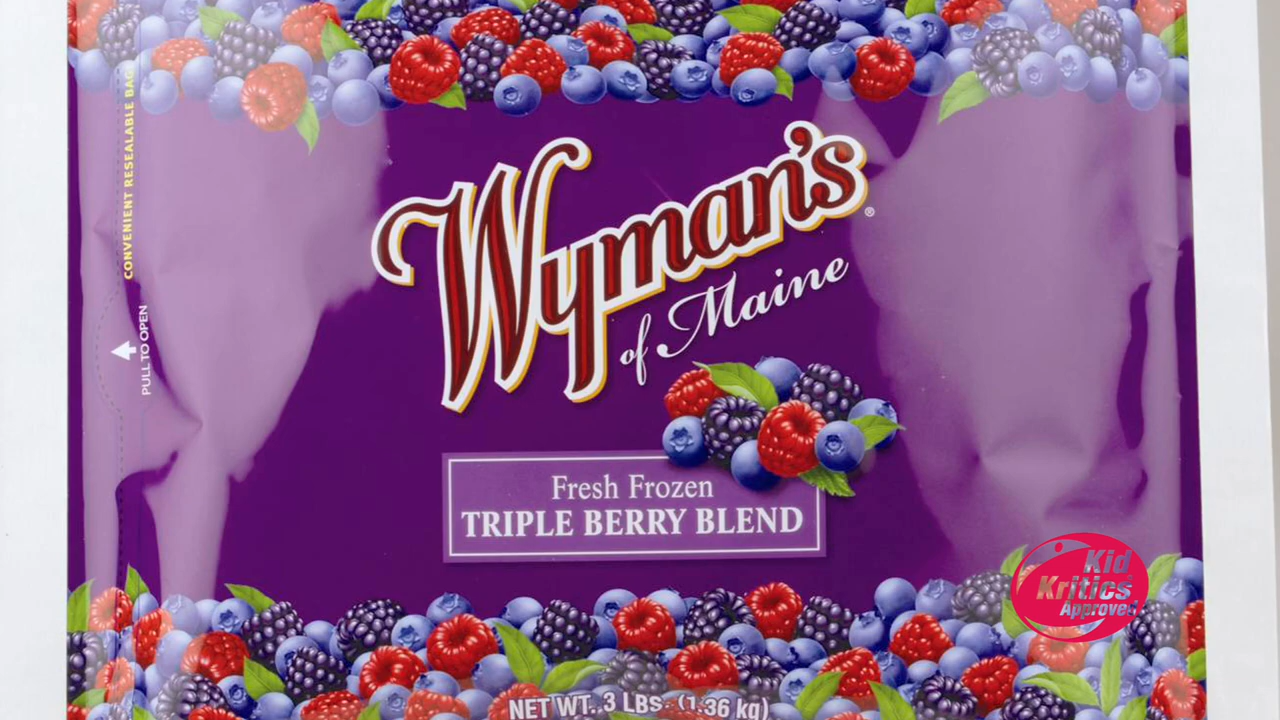 CONVENIENT RESEALABLE BAG
PULL TO OPEN
Wyman's®
of Maine
Fresh Frozen
TRIPLE BERRY BLEND
Kid
Kritics
Approved
NET WT. 3 LBS. (1.36 kg)